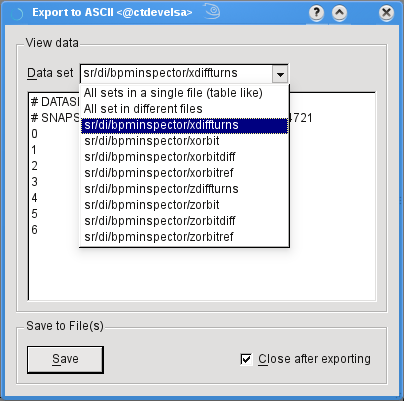 Export to ASCII <@ctdevelsa>
View data
Data set sr/di/bpminspector/xdiffturns
All sets in a single file (table like)
All set in different files
sr/di/bpminspector/xdiffturns
sr/di/bpminspector/xorbit
sr/di/bpminspector/xorbitdiff
sr/di/bpminspector/xorbitref
sr/di/bpminspector/zdiffturns
sr/di/bpminspector/zorbit
sr/di/bpminspector/zorbitdiff
sr/di/bpminspector/zorbitref
# DATAS
# SNAPS 4721
0
1
2
3
4
5
6
Save to File(s)
Save
Close after exporting